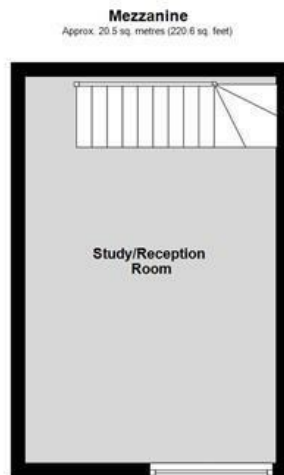 Mezzanine
Approx. 20.5 sq. metres (220.6 sq. feet)
Study/Reception
Room